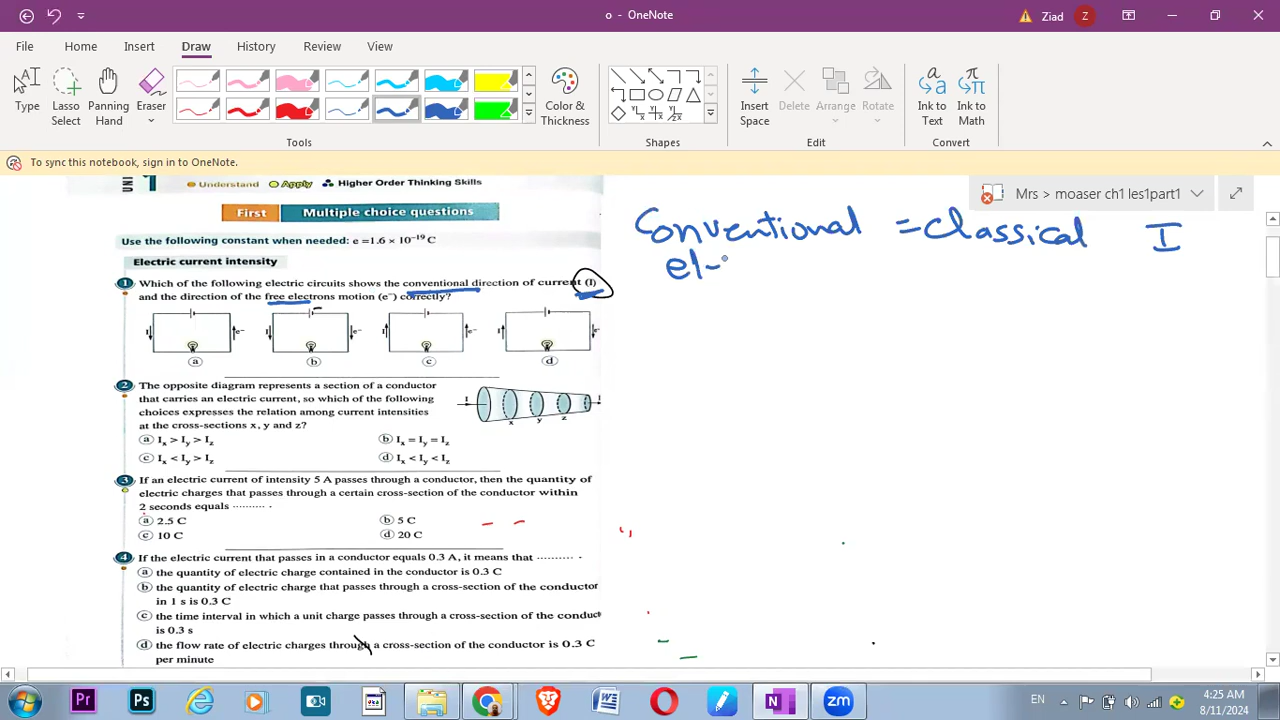 o - OneNote
Ziad Z
File Home Insert Draw History Review View
Type Lasso Select Panning Hand Eraser Color & Thickness Insert Space Delete Arrange Rotate Ink to Text Ink to Math
Tools Shapes Edit Convert
To sync this notebook, sign in to OneNote.
Mrs > moaser ch1 les1part1
UNIT 1 Understand Apply Higher Order Thinking Skills
First Multiple choice questions
Use the following constant when needed: e =1.6 × 10⁻¹⁹ C
Electric current intensity
1 Which of the following electric circuits shows the conventional direction of current (I)
and the direction of the free electrons motion (e⁻) correctly?
I e⁻ I e⁻ I e⁻ I e⁻
a b c d
2 The opposite diagram represents a section of a conductor
that carries an electric current, so which of the following
choices expresses the relation among current intensities
at the cross-sections x, y and z?
I x y z I
a Ix > Iy > Iz b Ix = Iy = Iz
c Ix < Iy > Iz d Ix < Iy < Iz
3 If an electric current of intensity 5 A passes through a conductor, then the quantity of
electric charges that passes through a certain cross-section of the conductor within
2 seconds equals ·········· .
a 2.5 C b 5 C
c 10 C d 20 C
4 If the electric current that passes in a conductor equals 0.3 A, it means that ·········· .
a the quantity of electric charge contained in the conductor is 0.3 C
b the quantity of electric charge that passes through a cross-section of the conductor
in 1 s is 0.3 C
c the time interval in which a unit charge passes through a cross-section of the conduc
is 0.3 s
d the flow rate of electric charges through a cross-section of the conductor is 0.3 C
per minute
Conventional = classical I
el-
EN 4:25 AM
8/11/2024